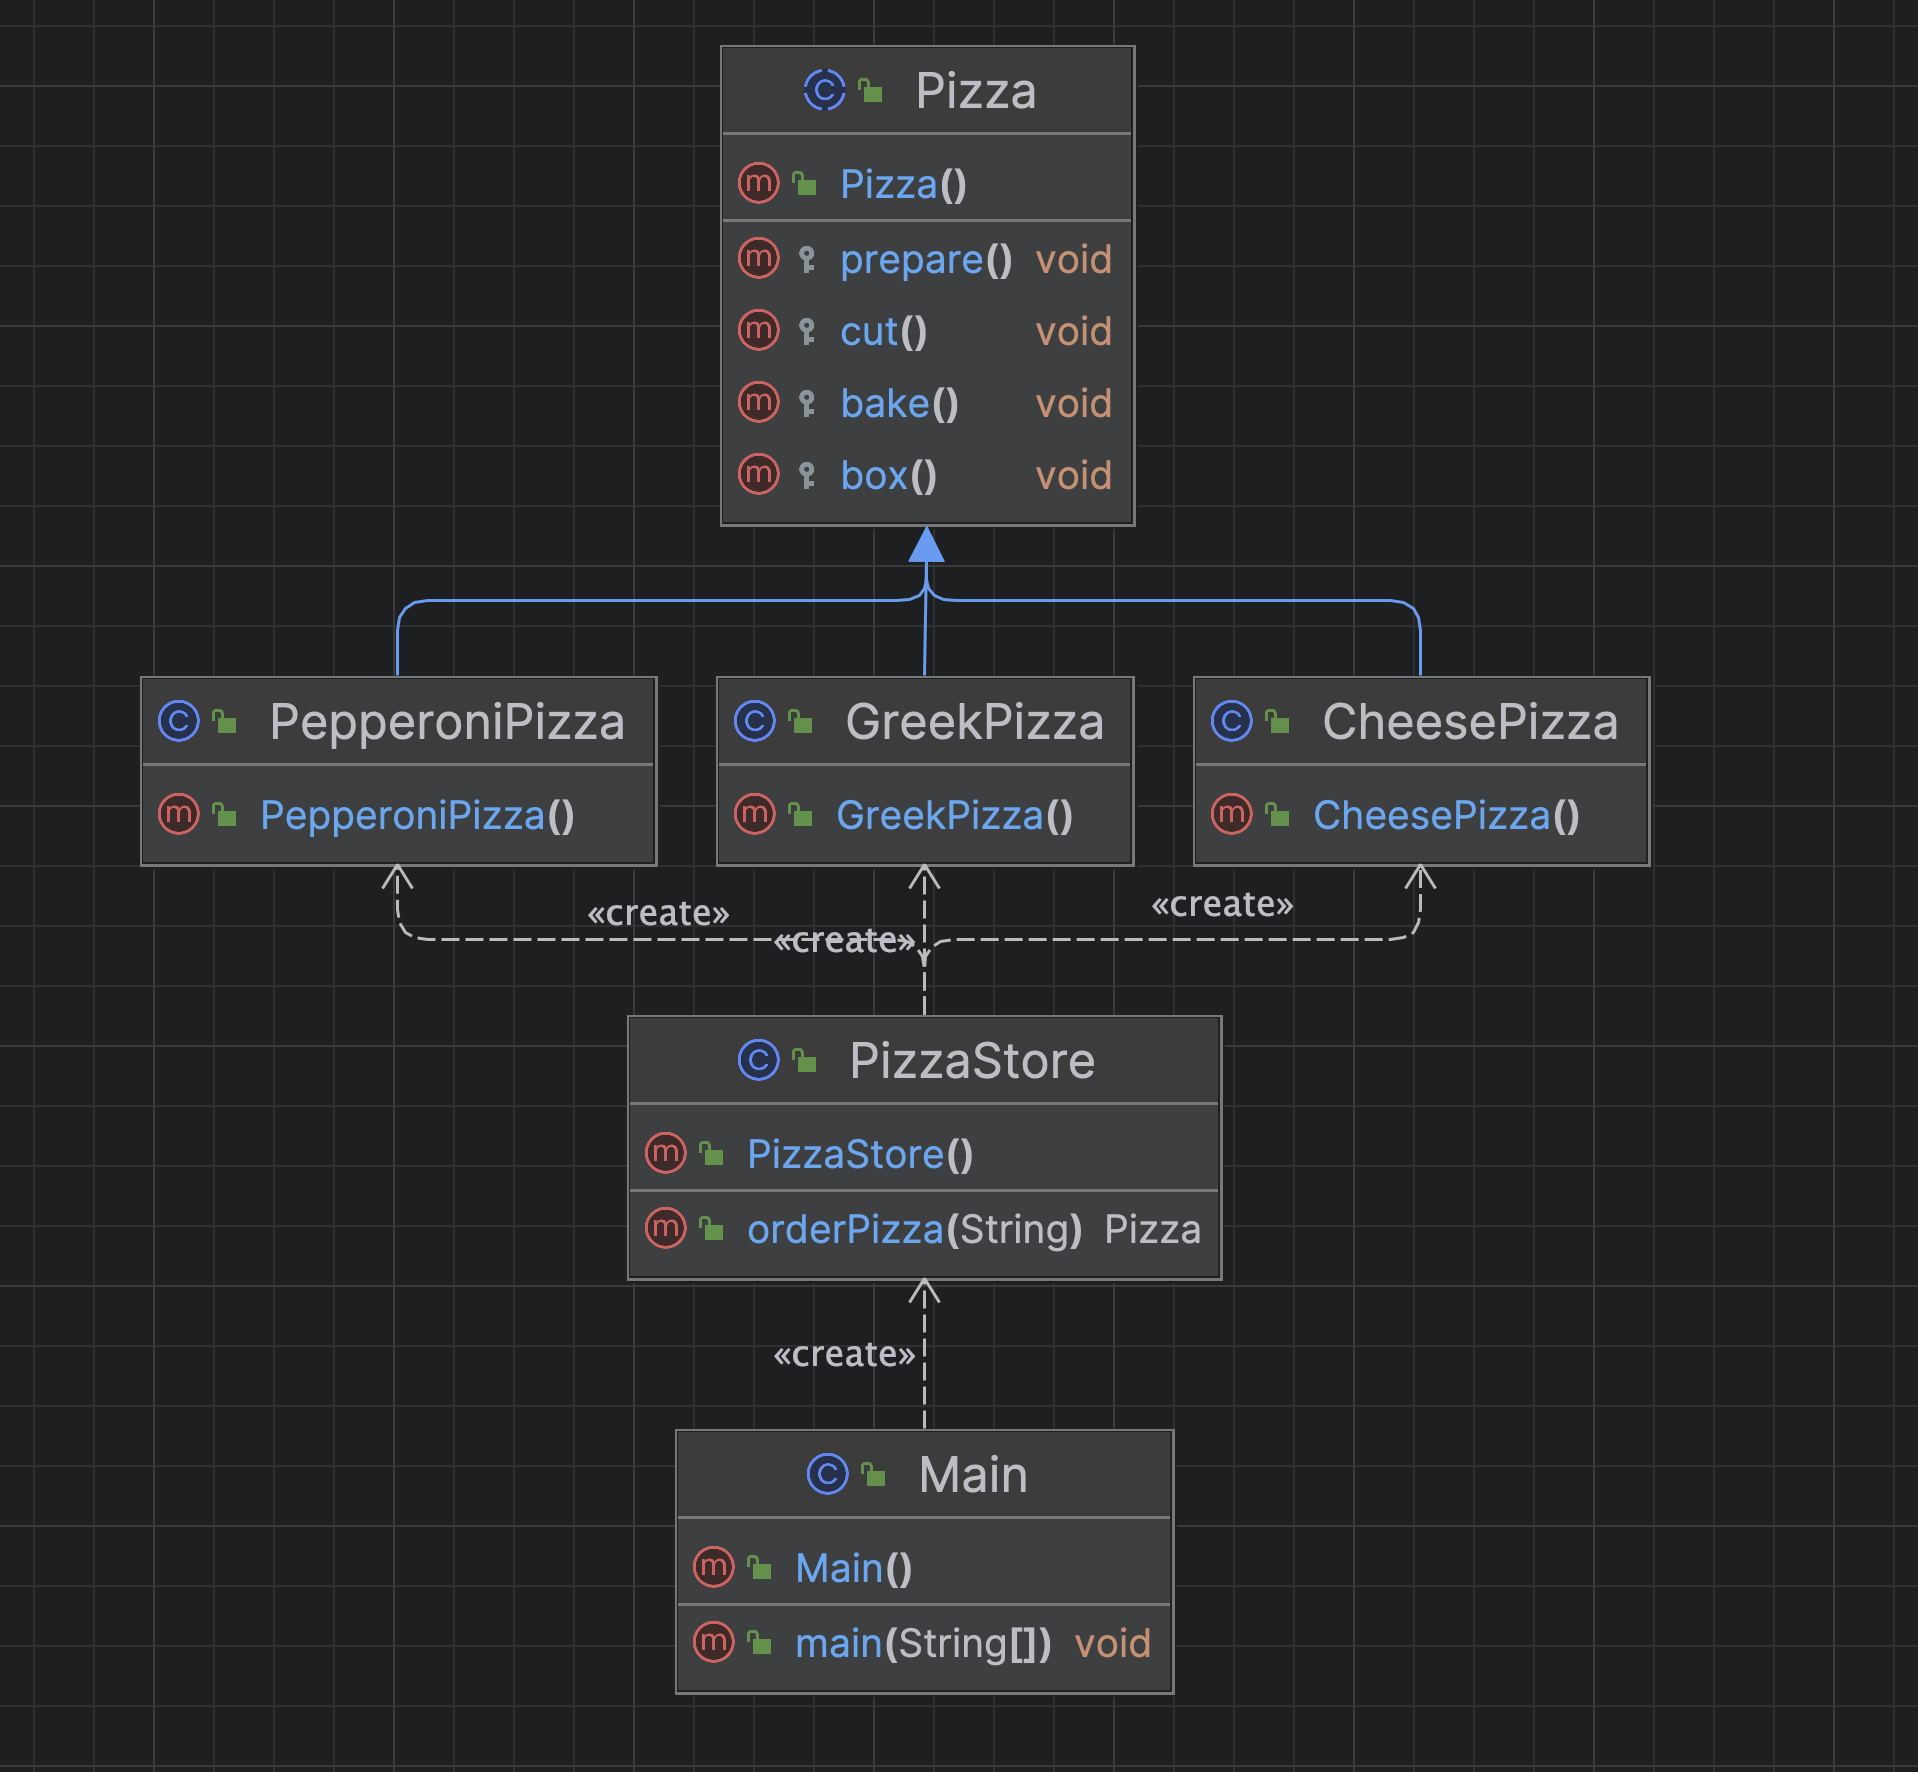 Pizza
Pizza()
prepare() void
cut() void
bake() void
box() void
PepperoniPizza
PepperoniPizza()
GreekPizza
GreekPizza()
CheesePizza
CheesePizza()
«create»
«create»
«create»
PizzaStore
PizzaStore()
orderPizza(String) Pizza
«create»
Main
Main()
main(String[]) void